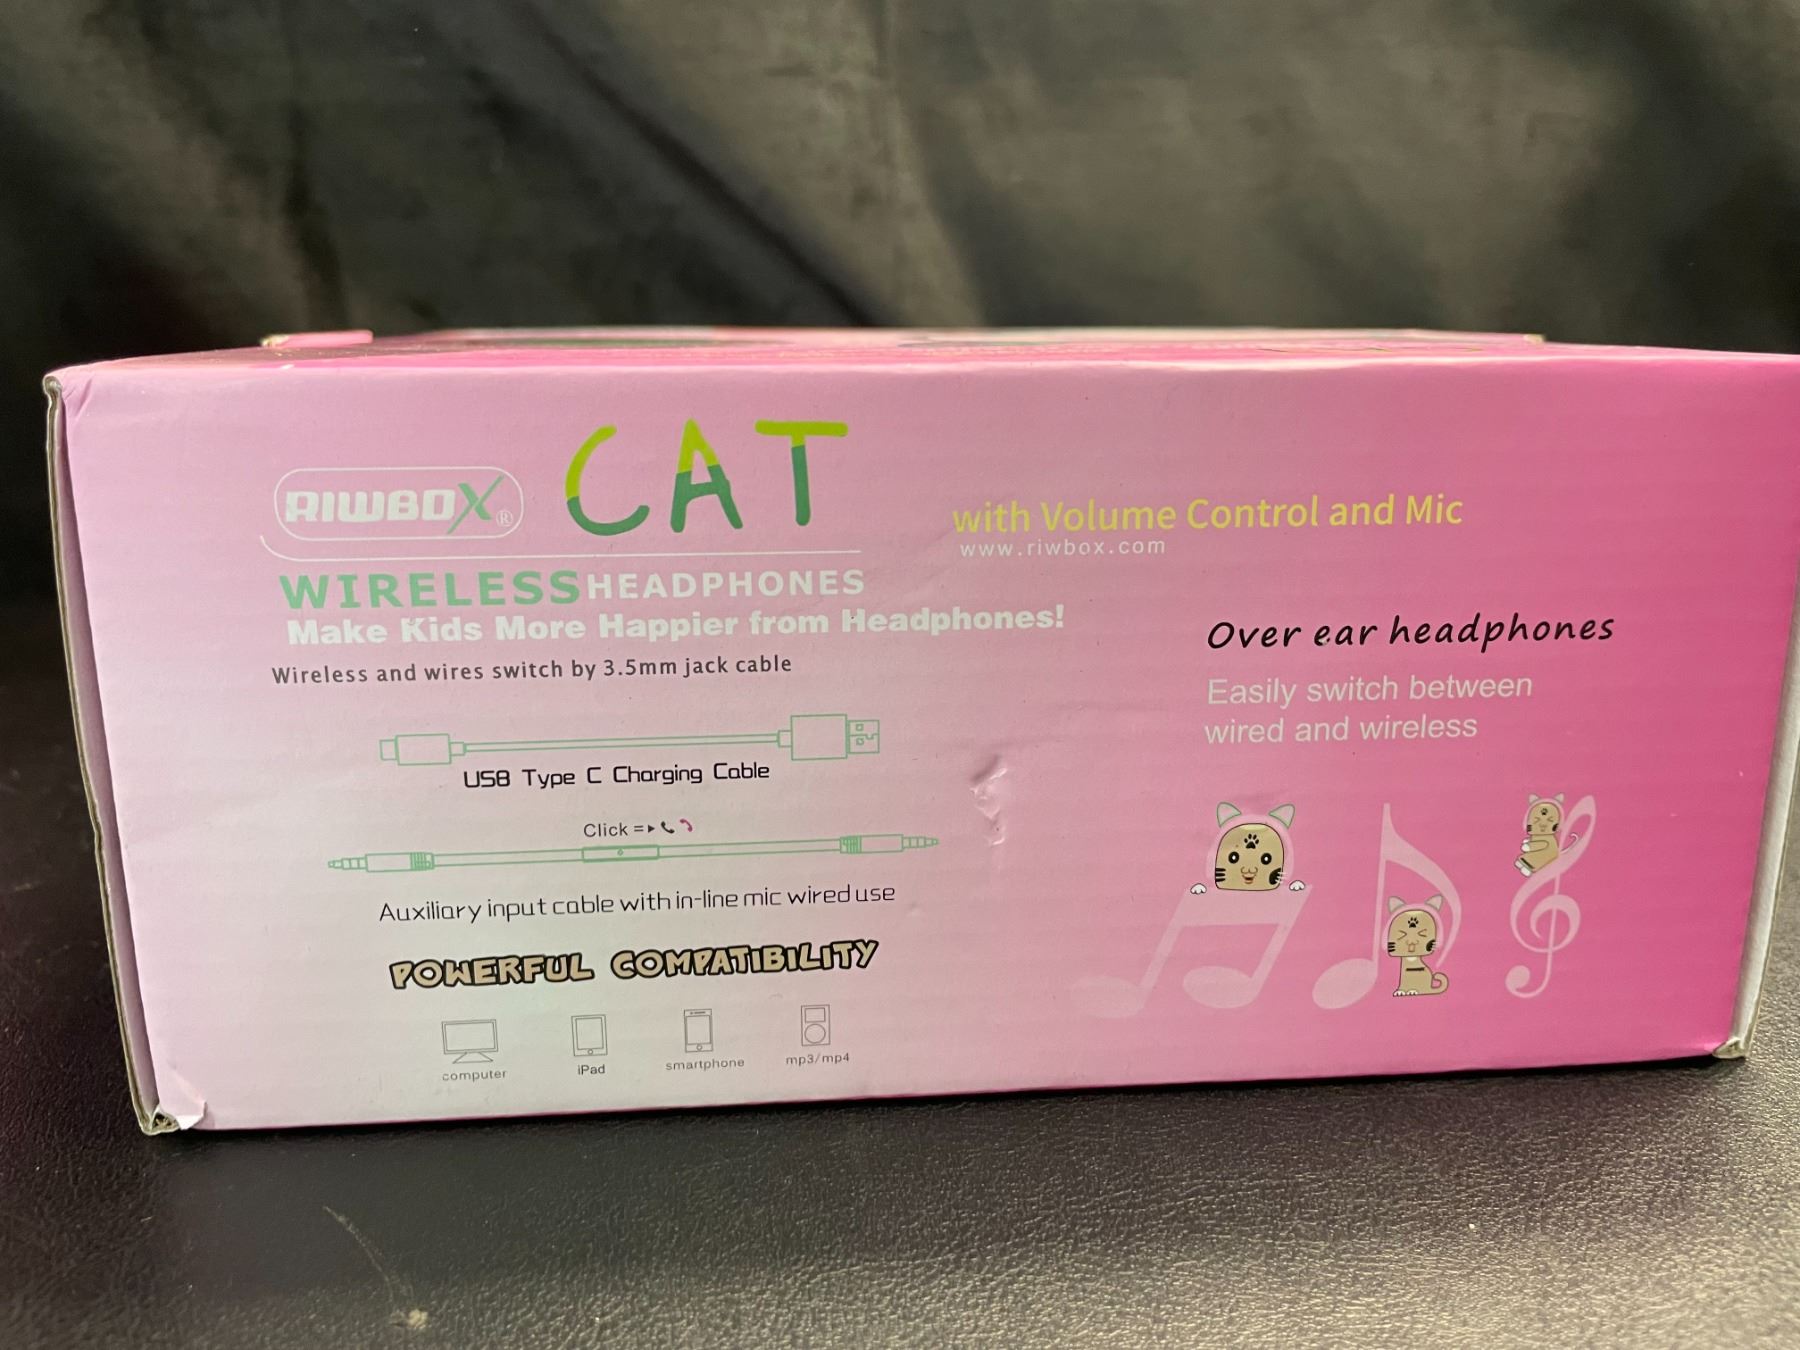 RIWBOX® CAT
with Volume Control and Mic
www.riwbox.com
WIRELESS HEADPHONES
Make Kids More Happier from Headphones!
Wireless and wires switch by 3.5mm jack cable
USB Type C Charging Cable
Click =
Auxiliary input cable with in-line mic wired use
POWERFUL COMPATIBILITY
computer
iPad
smartphone
mp3/mp4
Over ear headphones
Easily switch between
wired and wireless